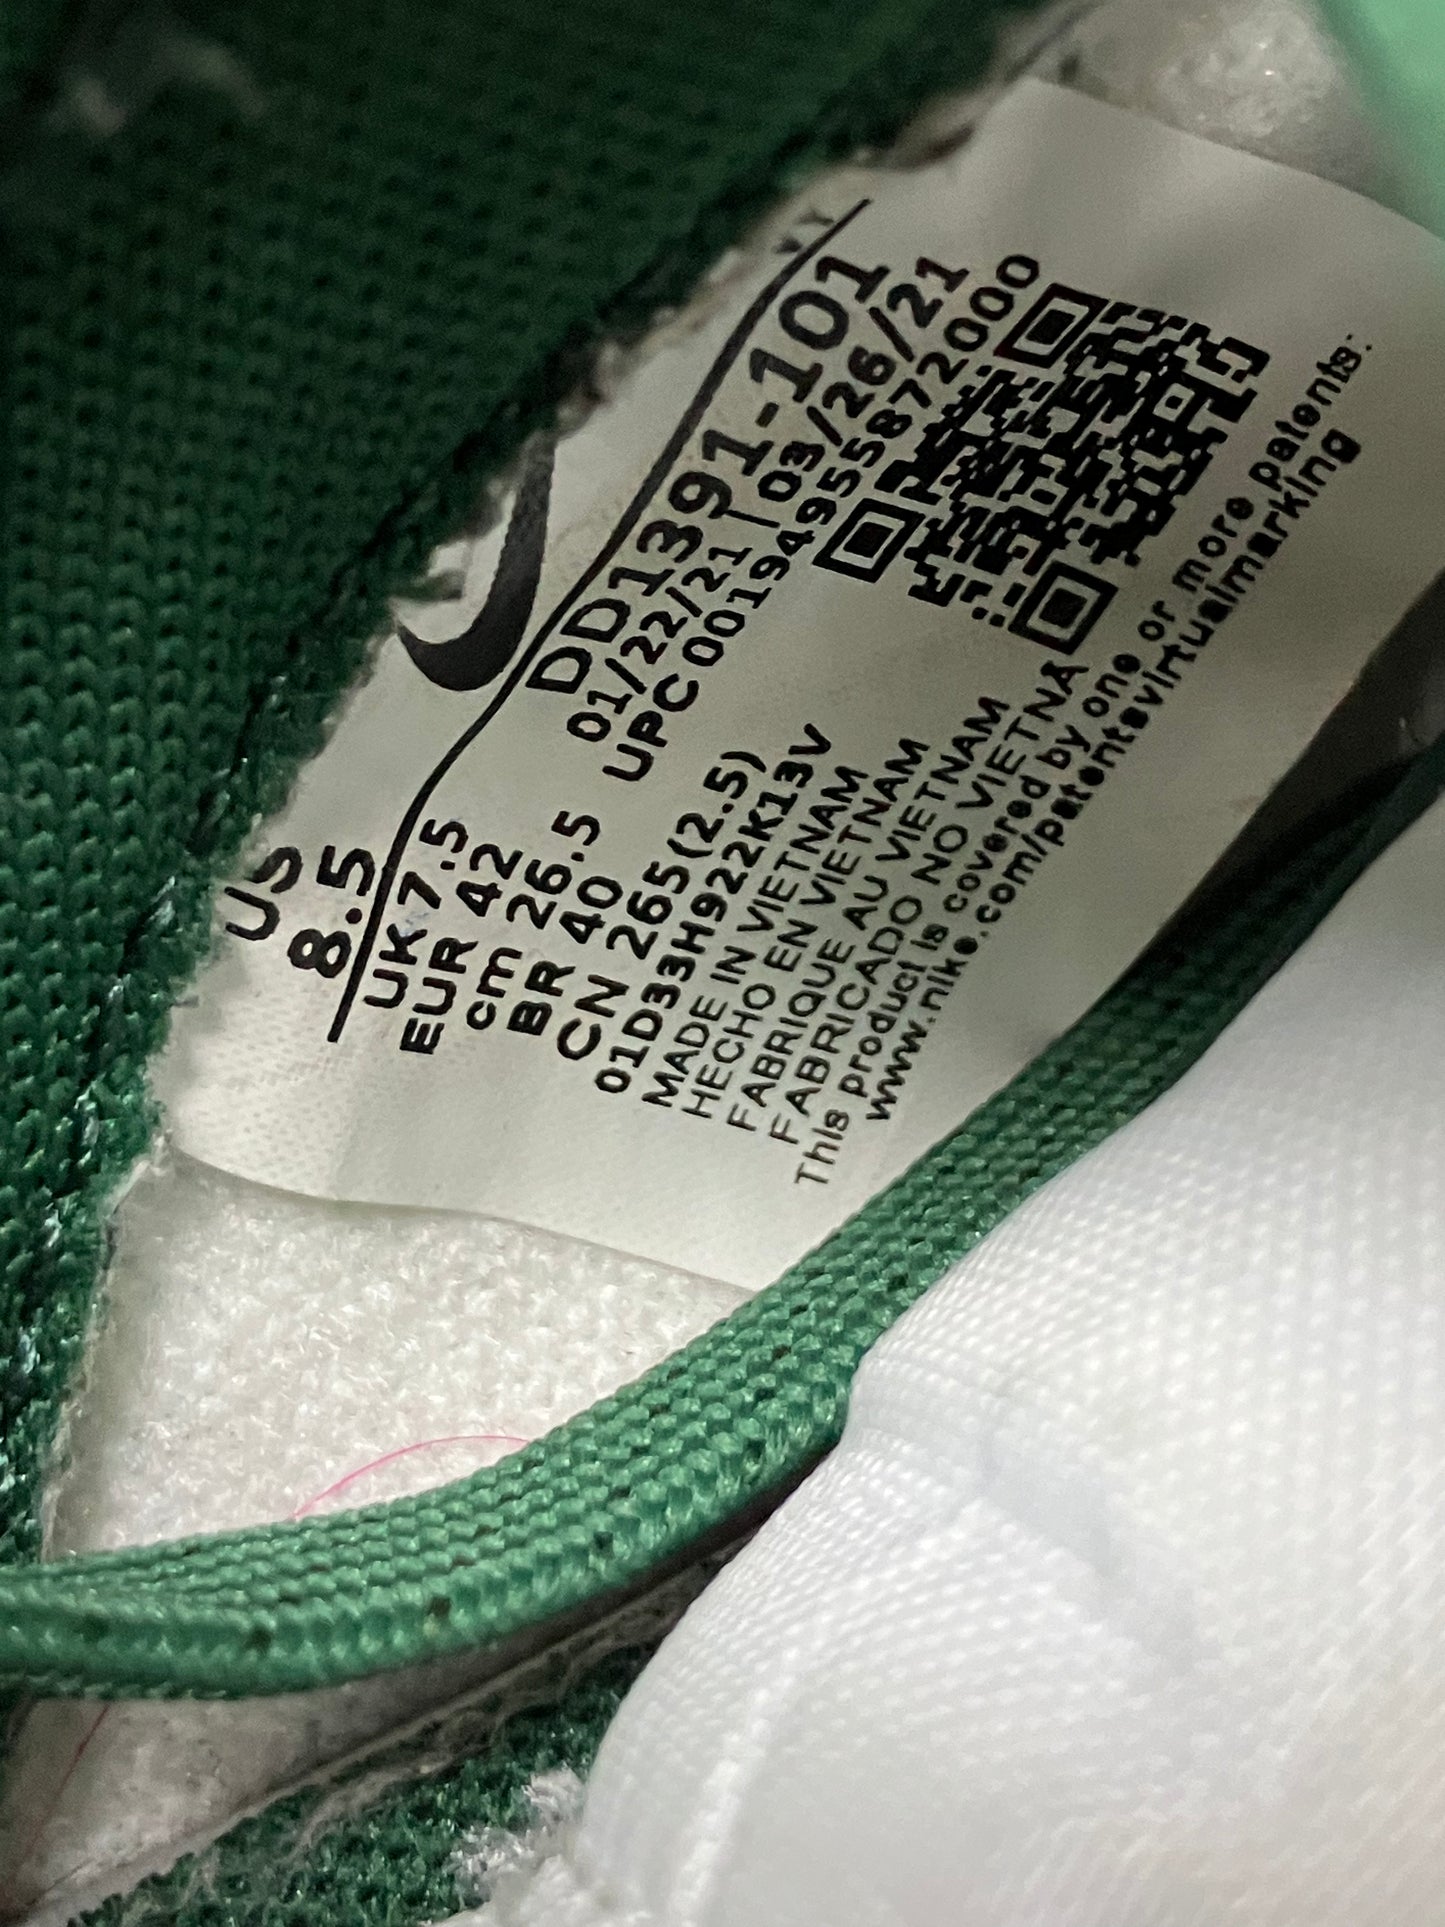 US
8.5
UK 7.5
EUR 42
cm 26.5
BR 40
CN 265(2.5)
01D33H922K13V
MADE IN VIETNAM
HECHO EN VIETNAM
FABRIQUE AU VIETNAM
FABRICADO NO VIETNA
This product is covered by one or more patents:
www.nike.com/patentsvirtualmarking
DD1391-101
01/22/21 | 03/26/21
UPC 00194955872000